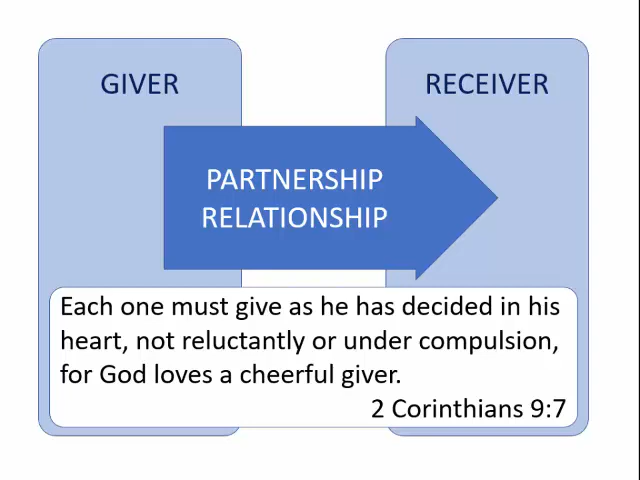 GIVER
RECEIVER
PARTNERSHIP
RELATIONSHIP
Each one must give as he has decided in his
heart, not reluctantly or under compulsion,
for God loves a cheerful giver.
2 Corinthians 9:7